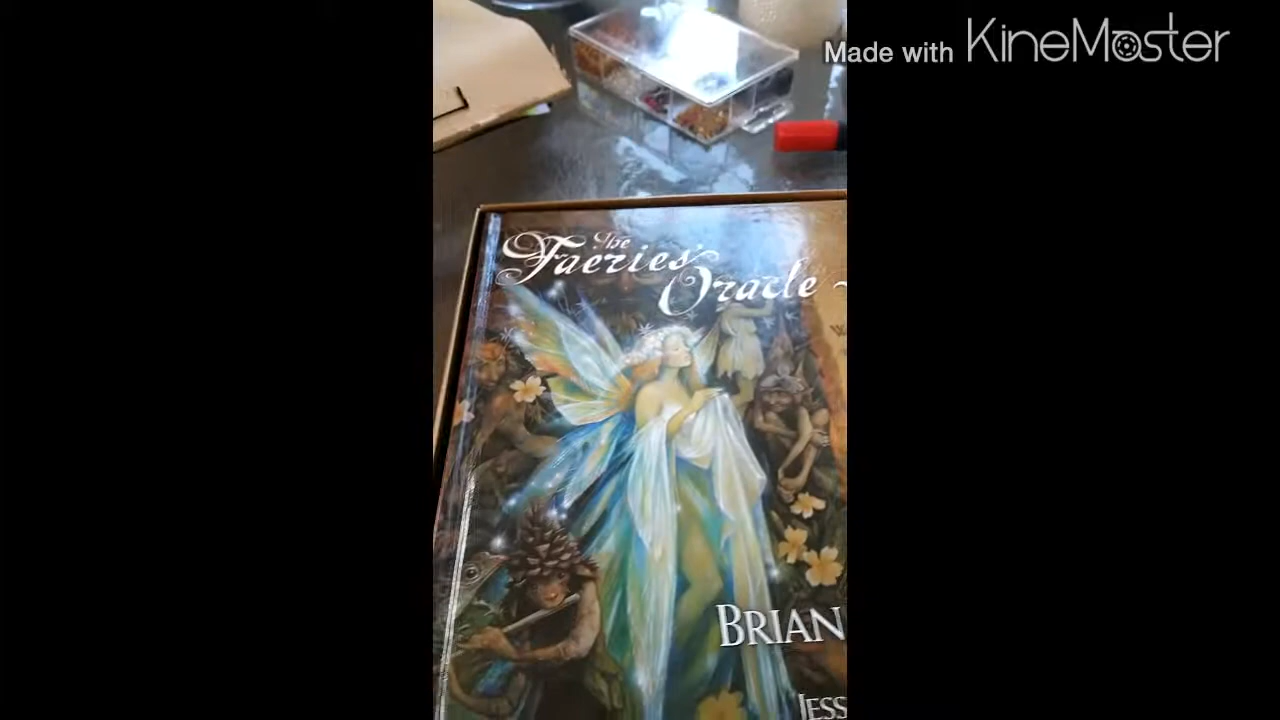 Made with KineMaster
The
Faeries'
Oracle
BRIAN
JESS